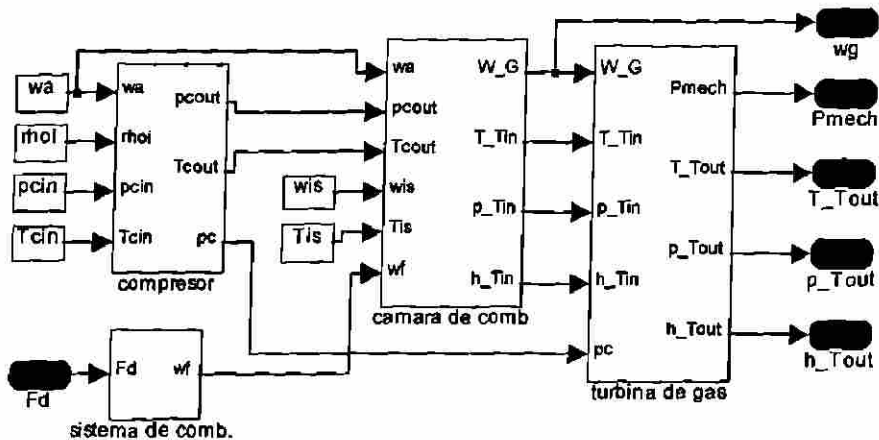 wa
rhoi
pcin
Tcin
wa
rhoi
pcin
Tcin
pcout
Tcout
pc
compresor
Fd
Fd
wf
sistema de comb.
wis
Tis
wa
pcout
Tcout
wis
Tis
wf
W_G
T_Tin
p_Tin
h_Tin
camara de comb
W_G
T_Tin
p_Tin
h_Tin
pc
Pmech
T_Tout
p_Tout
h_Tout
turbina de gas
wg
Pmech
T_Tout
p_Tout
h_Tout